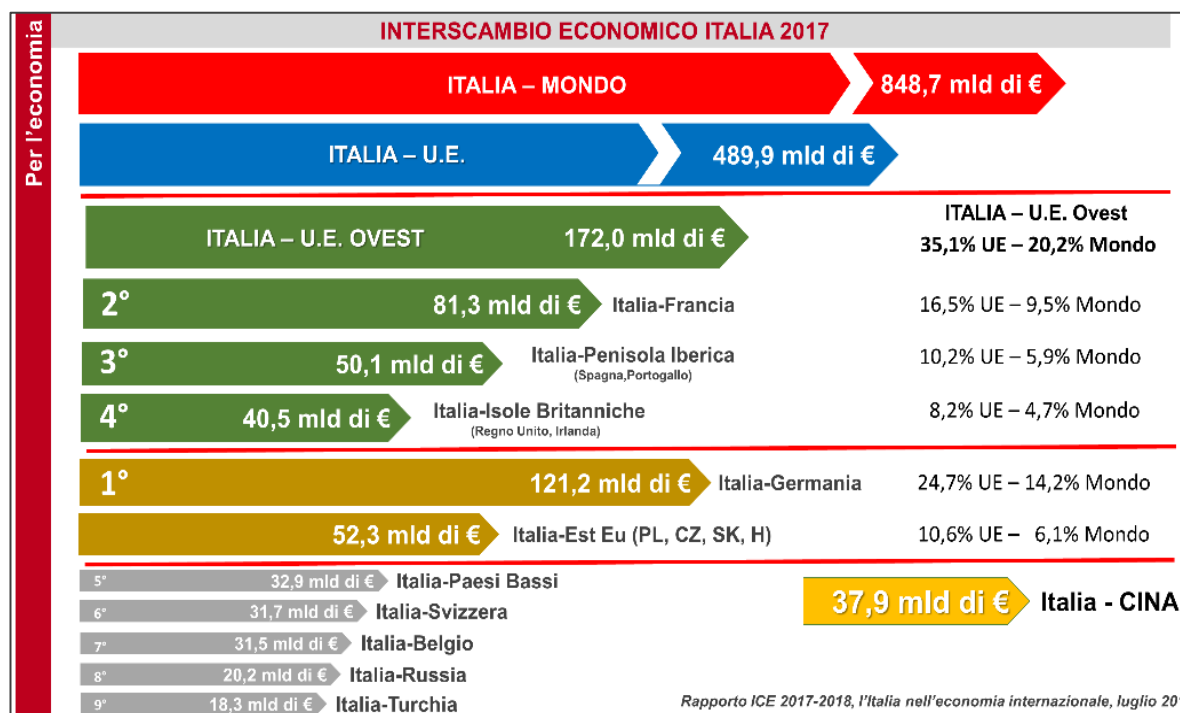 Per l'economia
INTERSCAMBIO ECONOMICO ITALIA 2017
ITALIA – MONDO 848,7 mld di €
ITALIA – U.E. 489,9 mld di €
ITALIA – U.E. Ovest
ITALIA – U.E. OVEST 172,0 mld di €
35,1% UE – 20,2% Mondo
2° 81,3 mld di € Italia-Francia 16,5% UE – 9,5% Mondo
3° 50,1 mld di € Italia-Penisola Iberica 10,2% UE – 5,9% Mondo
(Spagna,Portogallo)
4° 40,5 mld di € Italia-Isole Britanniche 8,2% UE – 4,7% Mondo
(Regno Unito, Irlanda)
1° 121,2 mld di € Italia-Germania 24,7% UE – 14,2% Mondo
52,3 mld di € Italia-Est Eu (PL, CZ, SK, H) 10,6% UE – 6,1% Mondo
5° 32,9 mld di € Italia-Paesi Bassi
37,9 mld di € Italia - CINA
6° 31,7 mld di € Italia-Svizzera
7° 31,5 mld di € Italia-Belgio
8° 20,2 mld di € Italia-Russia
9° 18,3 mld di € Italia-Turchia
Rapporto ICE 2017-2018, l'Italia nell'economia internazionale, luglio 20